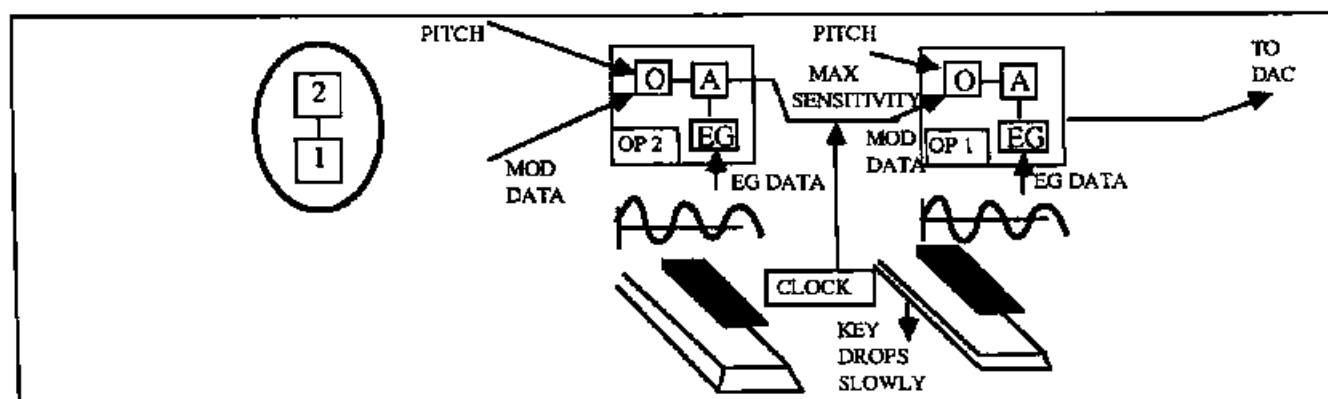 PITCH
2
1
O
A
EG
OP 2
MOD
DATA
EG DATA
PITCH
MAX
SENSITIVITY
MOD
DATA
O
A
EG
OP 1
EG DATA
TO
DAC
CLOCK
KEY
DROPS
SLOWLY